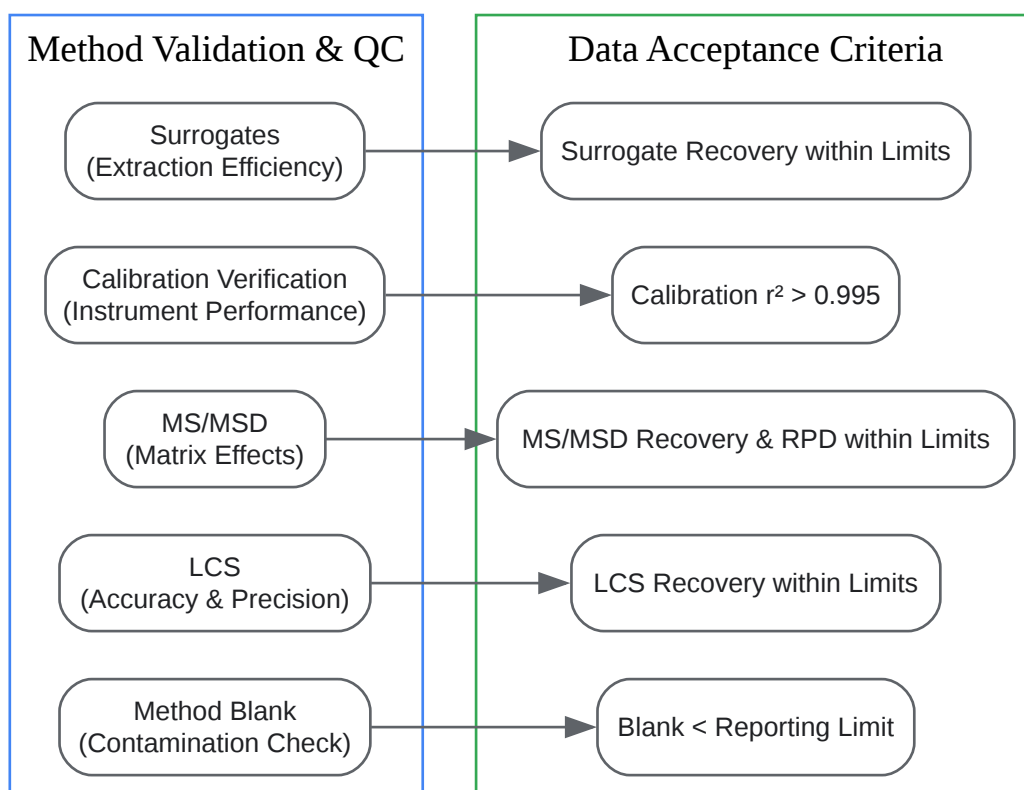 Method Validation & QC
Surrogates
(Extraction Efficiency)
Calibration Verification
(Instrument Performance)
MS/MSD
(Matrix Effects)
LCS
(Accuracy & Precision)
Method Blank
(Contamination Check)
Data Acceptance Criteria
Surrogate Recovery within Limits
Calibration r² > 0.995
MS/MSD Recovery & RPD within Limits
LCS Recovery within Limits
Blank < Reporting Limit